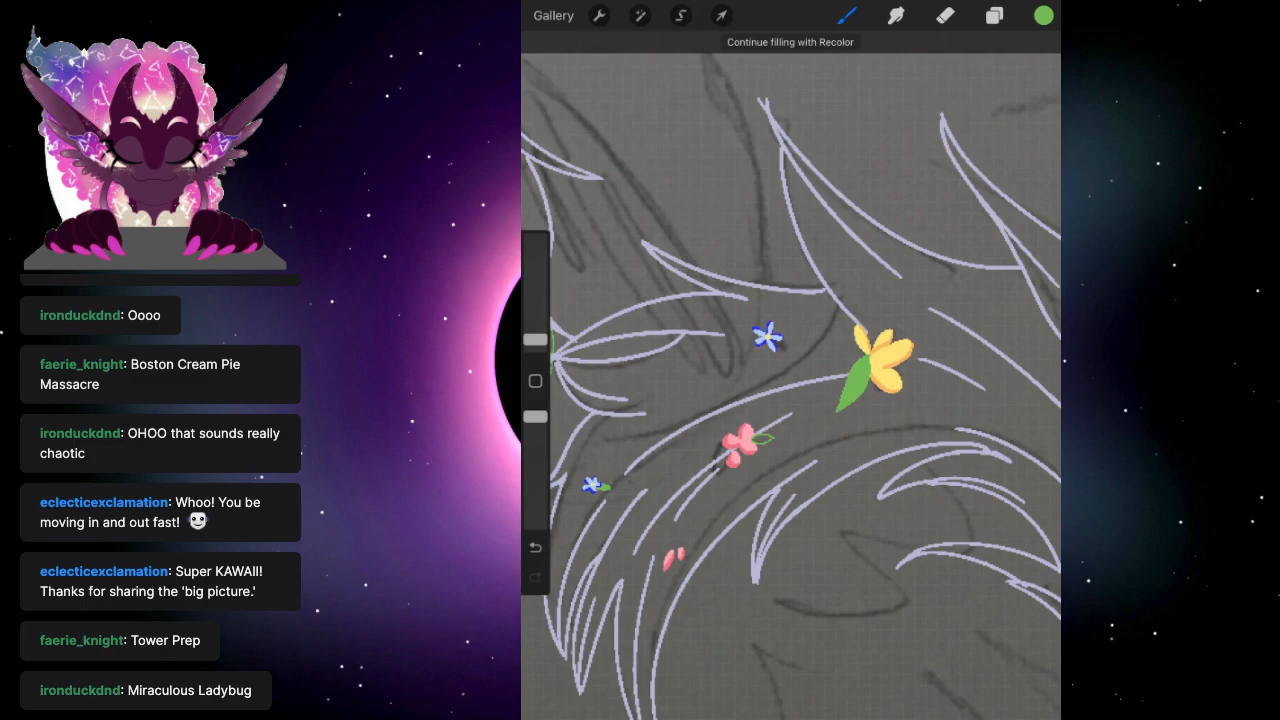 Gallery
Continue filling with Recolor
ironduckdnd: Oooo
faerie_knight: Boston Cream Pie
Massacre
ironduckdnd: OHOO that sounds really
chaotic
eclecticexclamation: Whoo! You be
moving in and out fast!
eclecticexclamation: Super KAWAII!
Thanks for sharing the 'big picture.'
faerie_knight: Tower Prep
ironduckdnd: Miraculous Ladybug